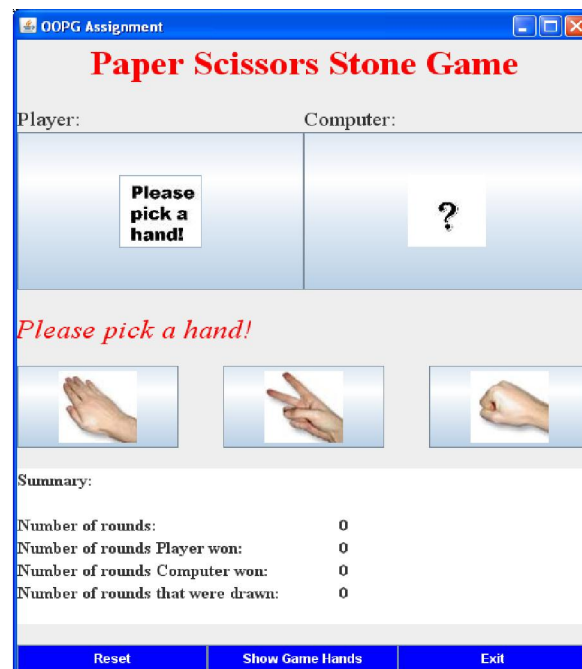 OOPG Assignment
Paper Scissors Stone Game
Player: Computer:
Please
pick a
hand!
?
Please pick a hand!
Summary:
Number of rounds: 0
Number of rounds Player won: 0
Number of rounds Computer won: 0
Number of rounds that were drawn: 0
Reset Show Game Hands Exit